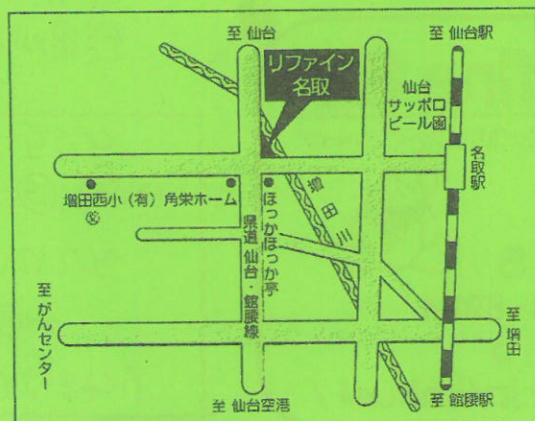 至 仙台
至 仙台駅
リファイン
名取
仙台
サッポロ
ビール園
名取駅
増田西小
(有) 角栄ホーム
ほっかほっか亭
増田川
県道 仙台・館腰線
至 がんセンター
至 増田
至 仙台空港
至 館腰駅